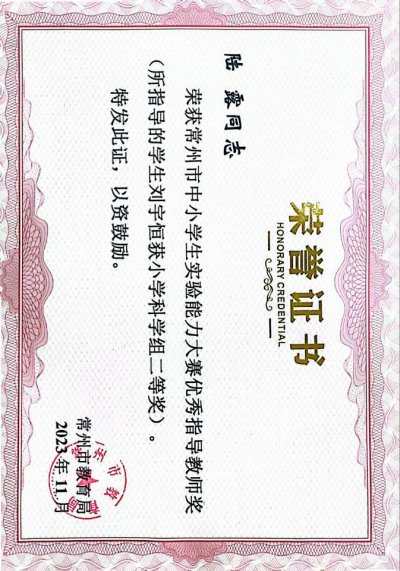 荣誉证书
HONORARY CREDENTIAL
陆露同志
荣获常州市中小学生实验能力大赛优秀指导教师奖
（所指导的学生刘宇恒获小学科学组二等奖）。
特发此证，以资鼓励。
常州市教育局
2023年11月